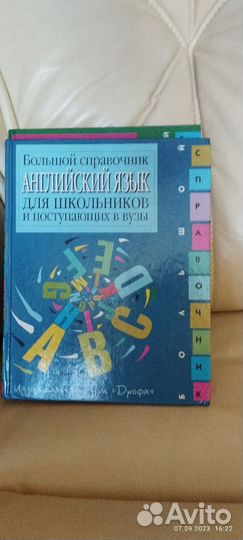 Большой справочник
АНГЛИЙСКИЙ ЯЗЫК
ДЛЯ ШКОЛЬНИКОВ
И ПОСТУПАЮЩИХ В ВУЗЫ
БОЛЬШОЙ
СПРАВОЧНИК
A B C D E F G
«Дрофа»
Avito
07.09.2023 16:22